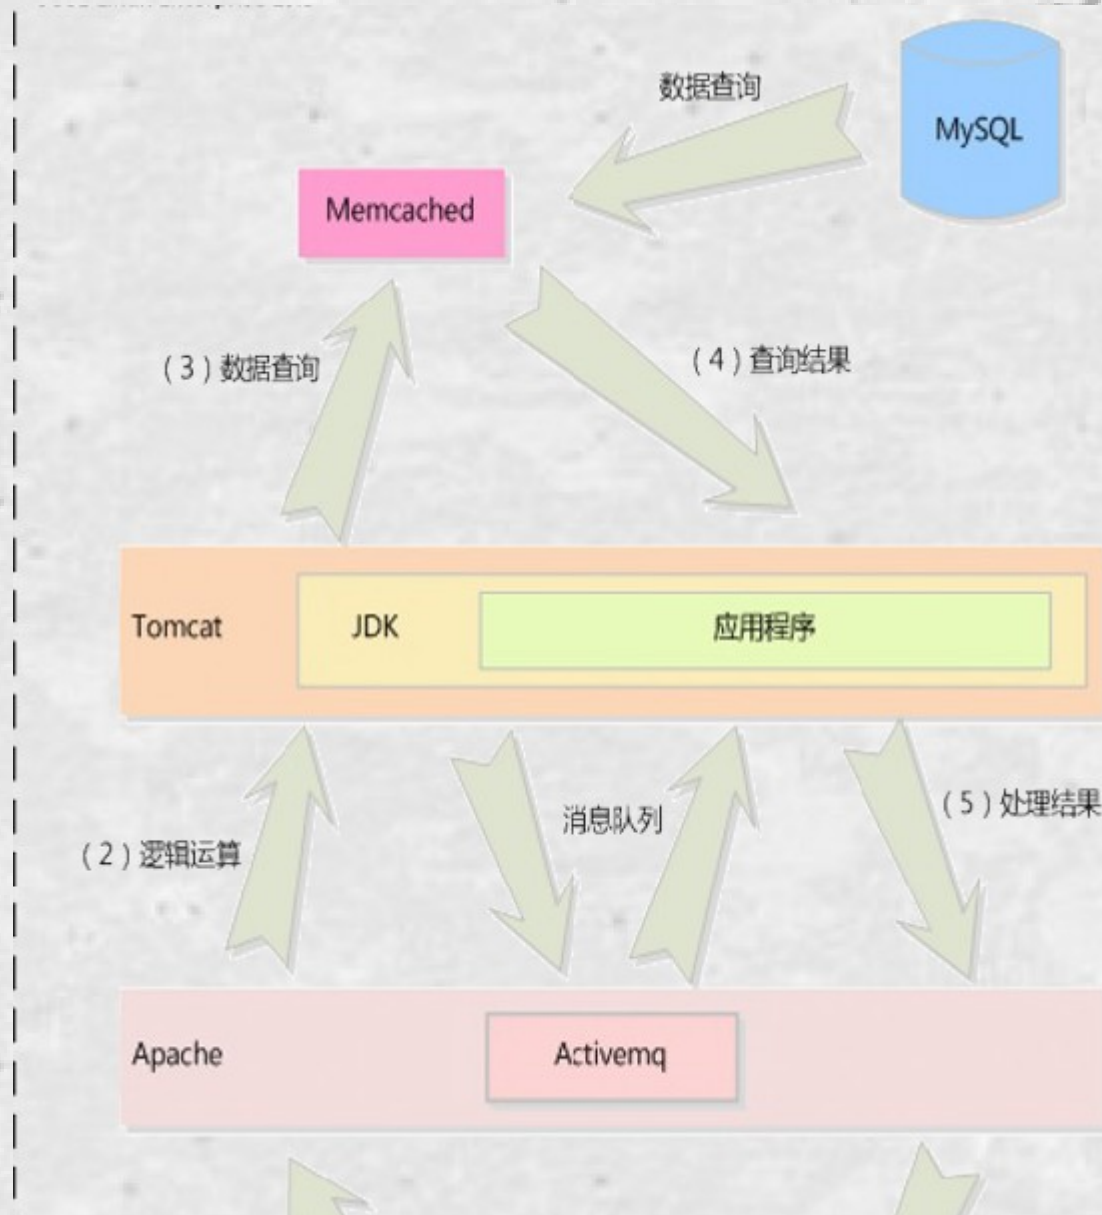 数据查询
MySQL
Memcached
（3）数据查询
（4）查询结果
Tomcat
JDK
应用程序
（2）逻辑运算
消息队列
（5）处理结果
Apache
Activemq